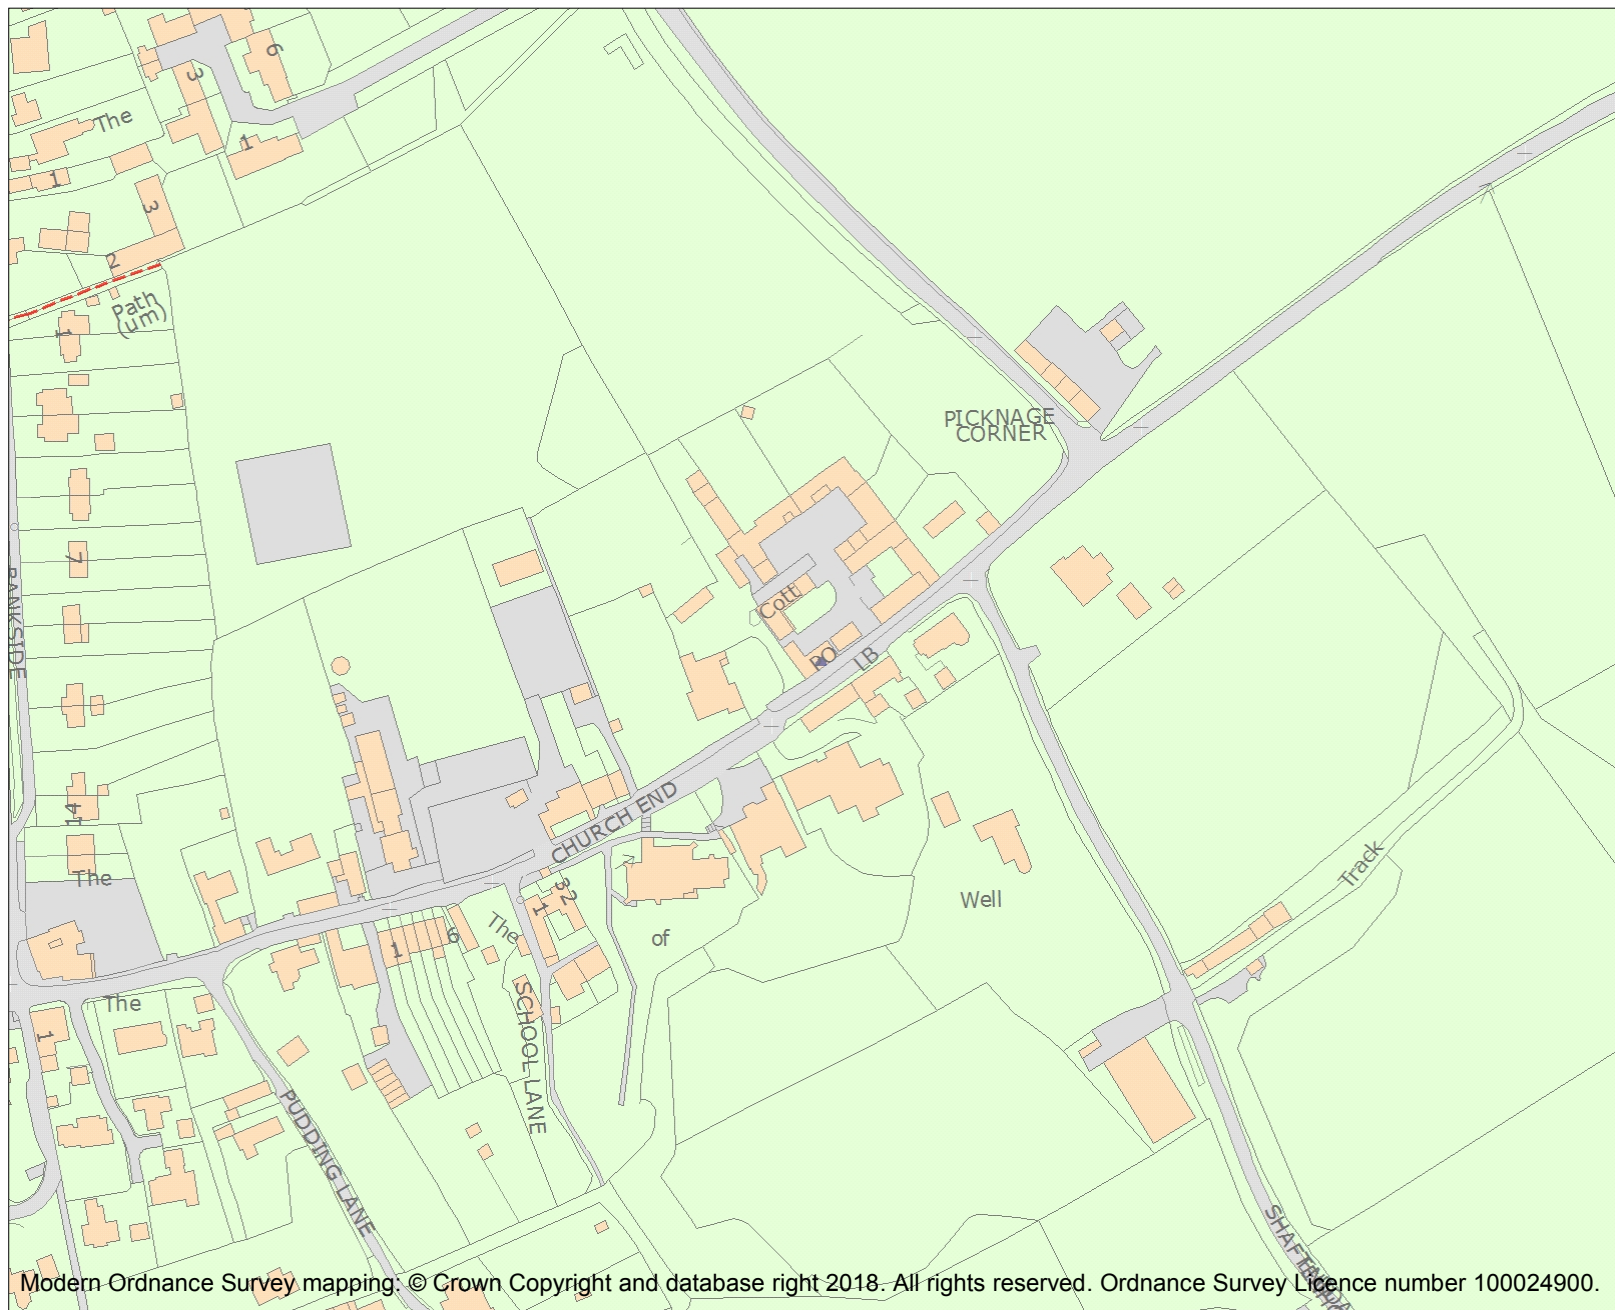 6
3
The
1
1
3
2
Path
(um)
1
PICKNAGE
CORNER
7
Cott
BANKSIDE
PO
LB
14
CHURCH END
The
Track
3
2
1
Well
The
1
6
of
The
SCHOOL LANE
1
PUDDING LANE
Modern Ordnance Survey mapping: © Crown Copyright and database right 2018. All rights reserved. Ordnance Survey Licence number 100024900.